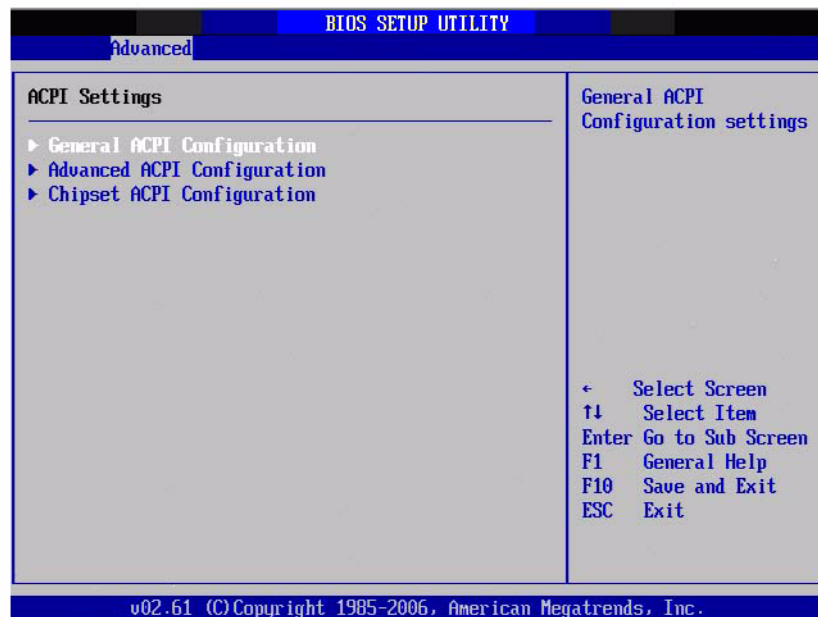 BIOS SETUP UTILITY
Advanced
ACPI Settings
▶ General ACPI Configuration
▶ Advanced ACPI Configuration
▶ Chipset ACPI Configuration
General ACPI
Configuration settings
← Select Screen
↑↓ Select Item
Enter Go to Sub Screen
F1 General Help
F10 Save and Exit
ESC Exit
v02.61 (C)Copyright 1985-2006, American Megatrends, Inc.